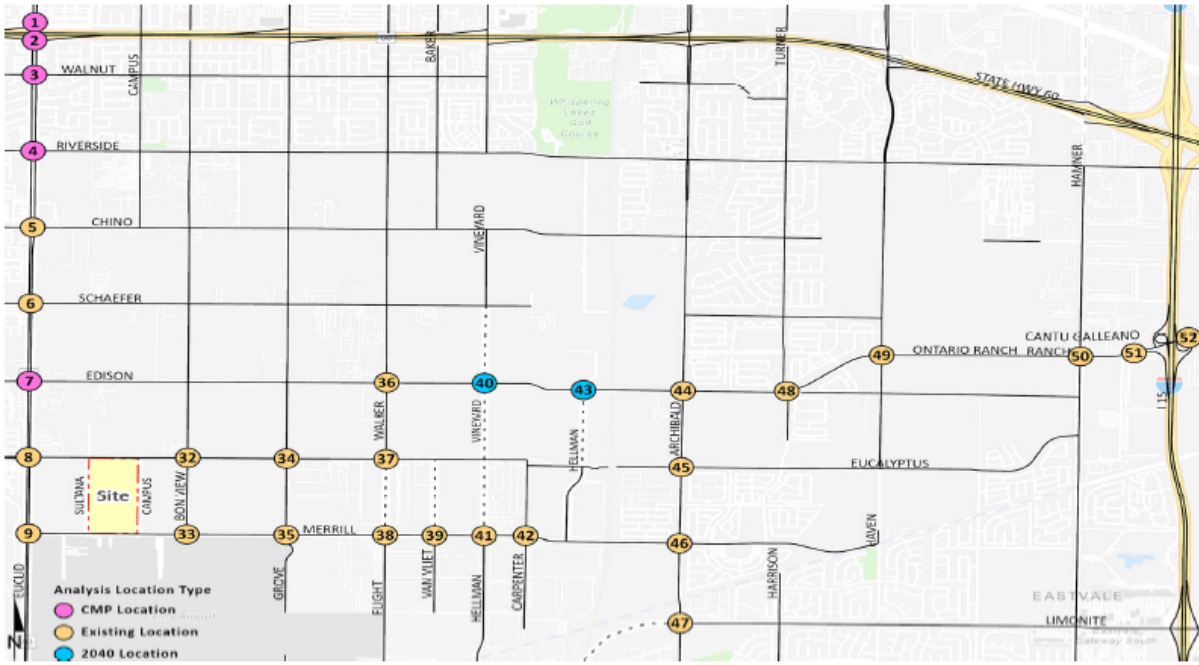 1
2
3
WALNUT
CAMPUS
BAKER
TURNER
STATE HWY 60
Whispering
Lakes
Golf
Course
4
RIVERSIDE
HAMNER
5
CHINO
VINEYARD
6
SCHAEFER
CANTU GALLEANO
52
49
ONTARIO RANCH
RANCH
50
51
7
EDISON
36
40
43
44
48
I 15
WALKER
VINEYARD
HELLMAN
ARCHIBALD
8
32
34
37
45
EUCALYPTUS
SULTANA
Site
CAMPUS
BON VIEW
9
33
35
MERRILL
38
39
41
42
46
HAVEN
EUCLID
GROVE
FLIGHT
VAN VLIET
HELLMAN
CARPENTER
HARRISON
Analysis Location Type
CMP Location
Existing Location
2040 Location
N
47
EASTVALE
LIMONITE
Gateway South